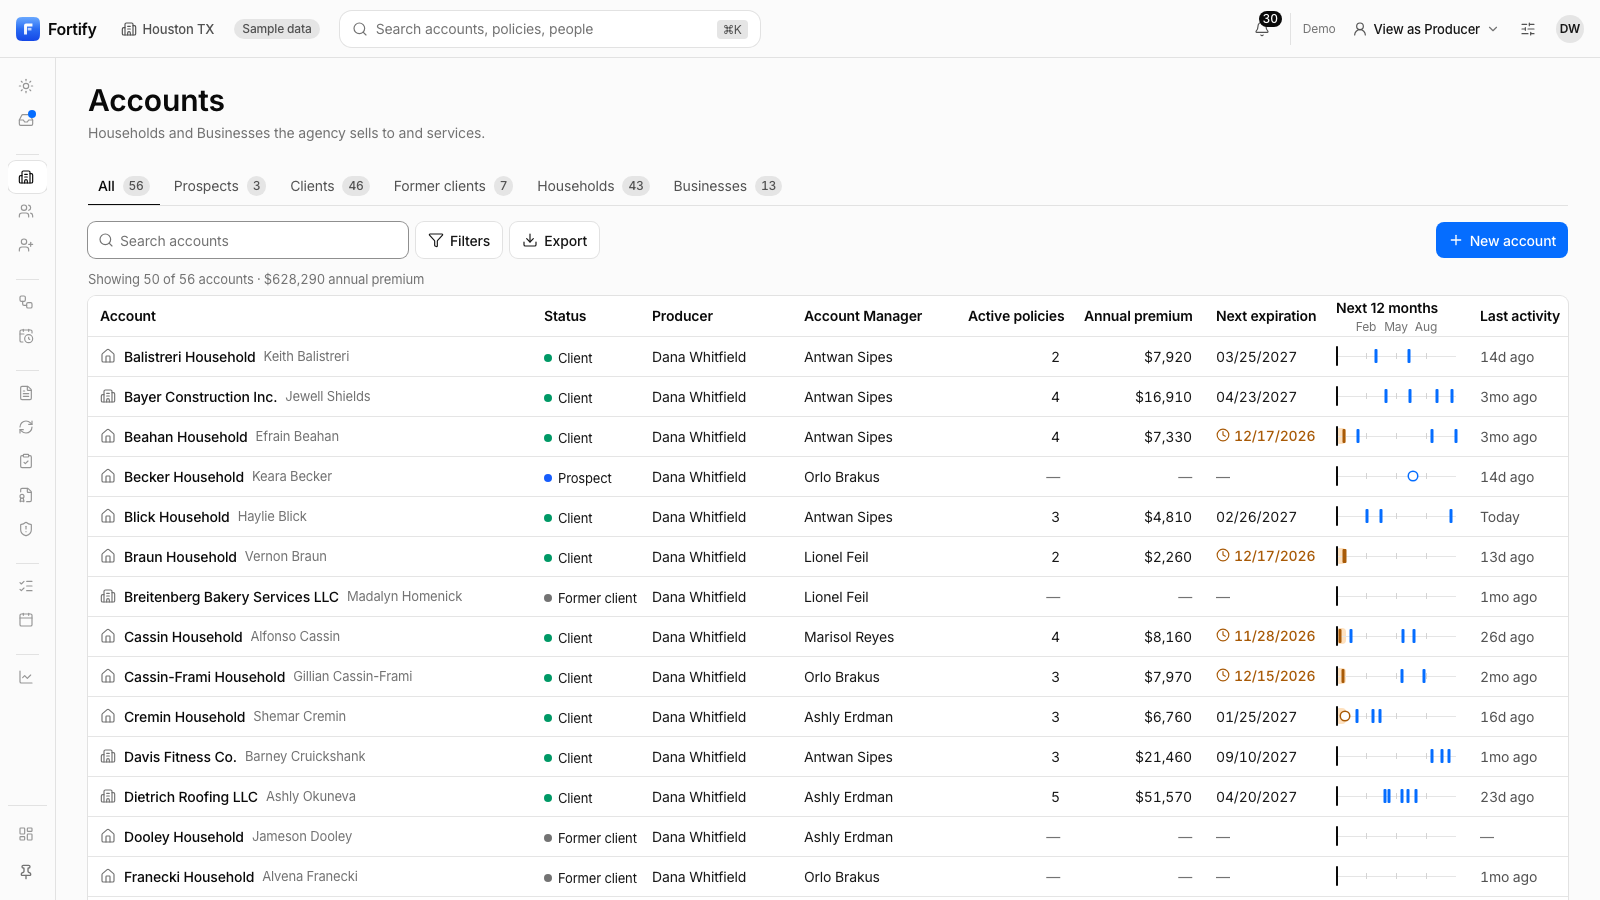 Fortify
Houston TX
Sample data
Search accounts, policies, people
⌘K
30
Demo
View as Producer
DW
Accounts
Households and Businesses the agency sells to and services.
All 56 Prospects 3 Clients 46 Former clients 7 Households 43 Businesses 13
Search accounts
Filters
Export
New account
Showing 50 of 56 accounts · $628,290 annual premium
Account Status Producer Account Manager Active policies Annual premium Next expiration Next 12 months Last activity
Feb May Aug
Balistreri Household Keith Balistreri Client Dana Whitfield Antwan Sipes 2 $7,920 03/25/2027 14d ago
Bayer Construction Inc. Jewell Shields Client Dana Whitfield Antwan Sipes 4 $16,910 04/23/2027 3mo ago
Beahan Household Efrain Beahan Client Dana Whitfield Antwan Sipes 4 $7,330 12/17/2026 3mo ago
Becker Household Keara Becker Prospect Dana Whitfield Orlo Brakus — — — 14d ago
Blick Household Haylie Blick Client Dana Whitfield Antwan Sipes 3 $4,810 02/26/2027 Today
Braun Household Vernon Braun Client Dana Whitfield Lionel Feil 2 $2,260 12/17/2026 13d ago
Breitenberg Bakery Services LLC Madalyn Homenick Former client Dana Whitfield Lionel Feil — — — 1mo ago
Cassin Household Alfonso Cassin Client Dana Whitfield Marisol Reyes 4 $8,160 11/28/2026 26d ago
Cassin-Frami Household Gillian Cassin-Frami Client Dana Whitfield Orlo Brakus 3 $7,970 12/15/2026 2mo ago
Cremin Household Shemar Cremin Client Dana Whitfield Ashly Erdman 3 $6,760 01/25/2027 16d ago
Davis Fitness Co. Barney Cruickshank Client Dana Whitfield Antwan Sipes 3 $21,460 09/10/2027 1mo ago
Dietrich Roofing LLC Ashly Okuneva Client Dana Whitfield Ashly Erdman 5 $51,570 04/20/2027 23d ago
Dooley Household Jameson Dooley Former client Dana Whitfield Ashly Erdman — — — —
Franecki Household Alvena Franecki Former client Dana Whitfield Orlo Brakus — — — 1mo ago